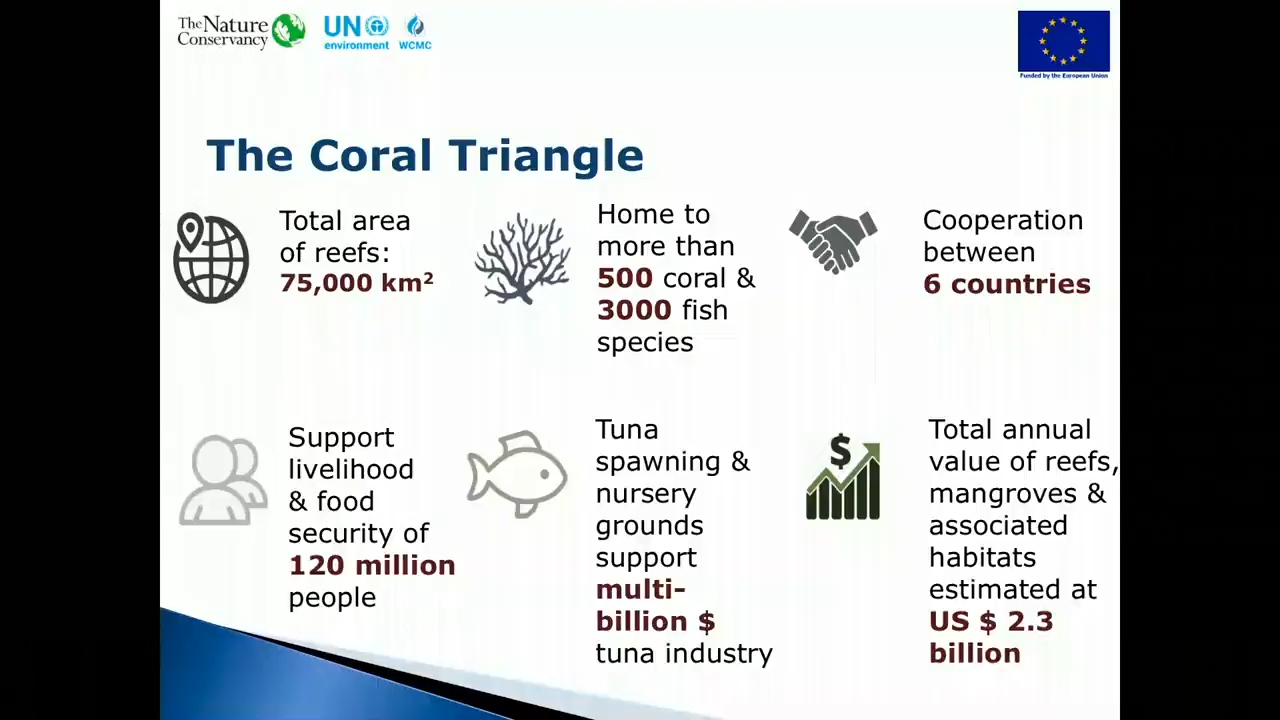 The Nature
Conservancy
UN
environment
WCMC
Funded by the European Union
The Coral Triangle
Total area
of reefs:
75,000 km²
Home to
more than
500 coral &
3000 fish
species
Cooperation
between
6 countries
Support
livelihood
& food
security of
120 million
people
Tuna
spawning &
nursery
grounds
support
multi-
billion $
tuna industry
$
Total annual
value of reefs,
mangroves &
associated
habitats
estimated at
US $ 2.3
billion